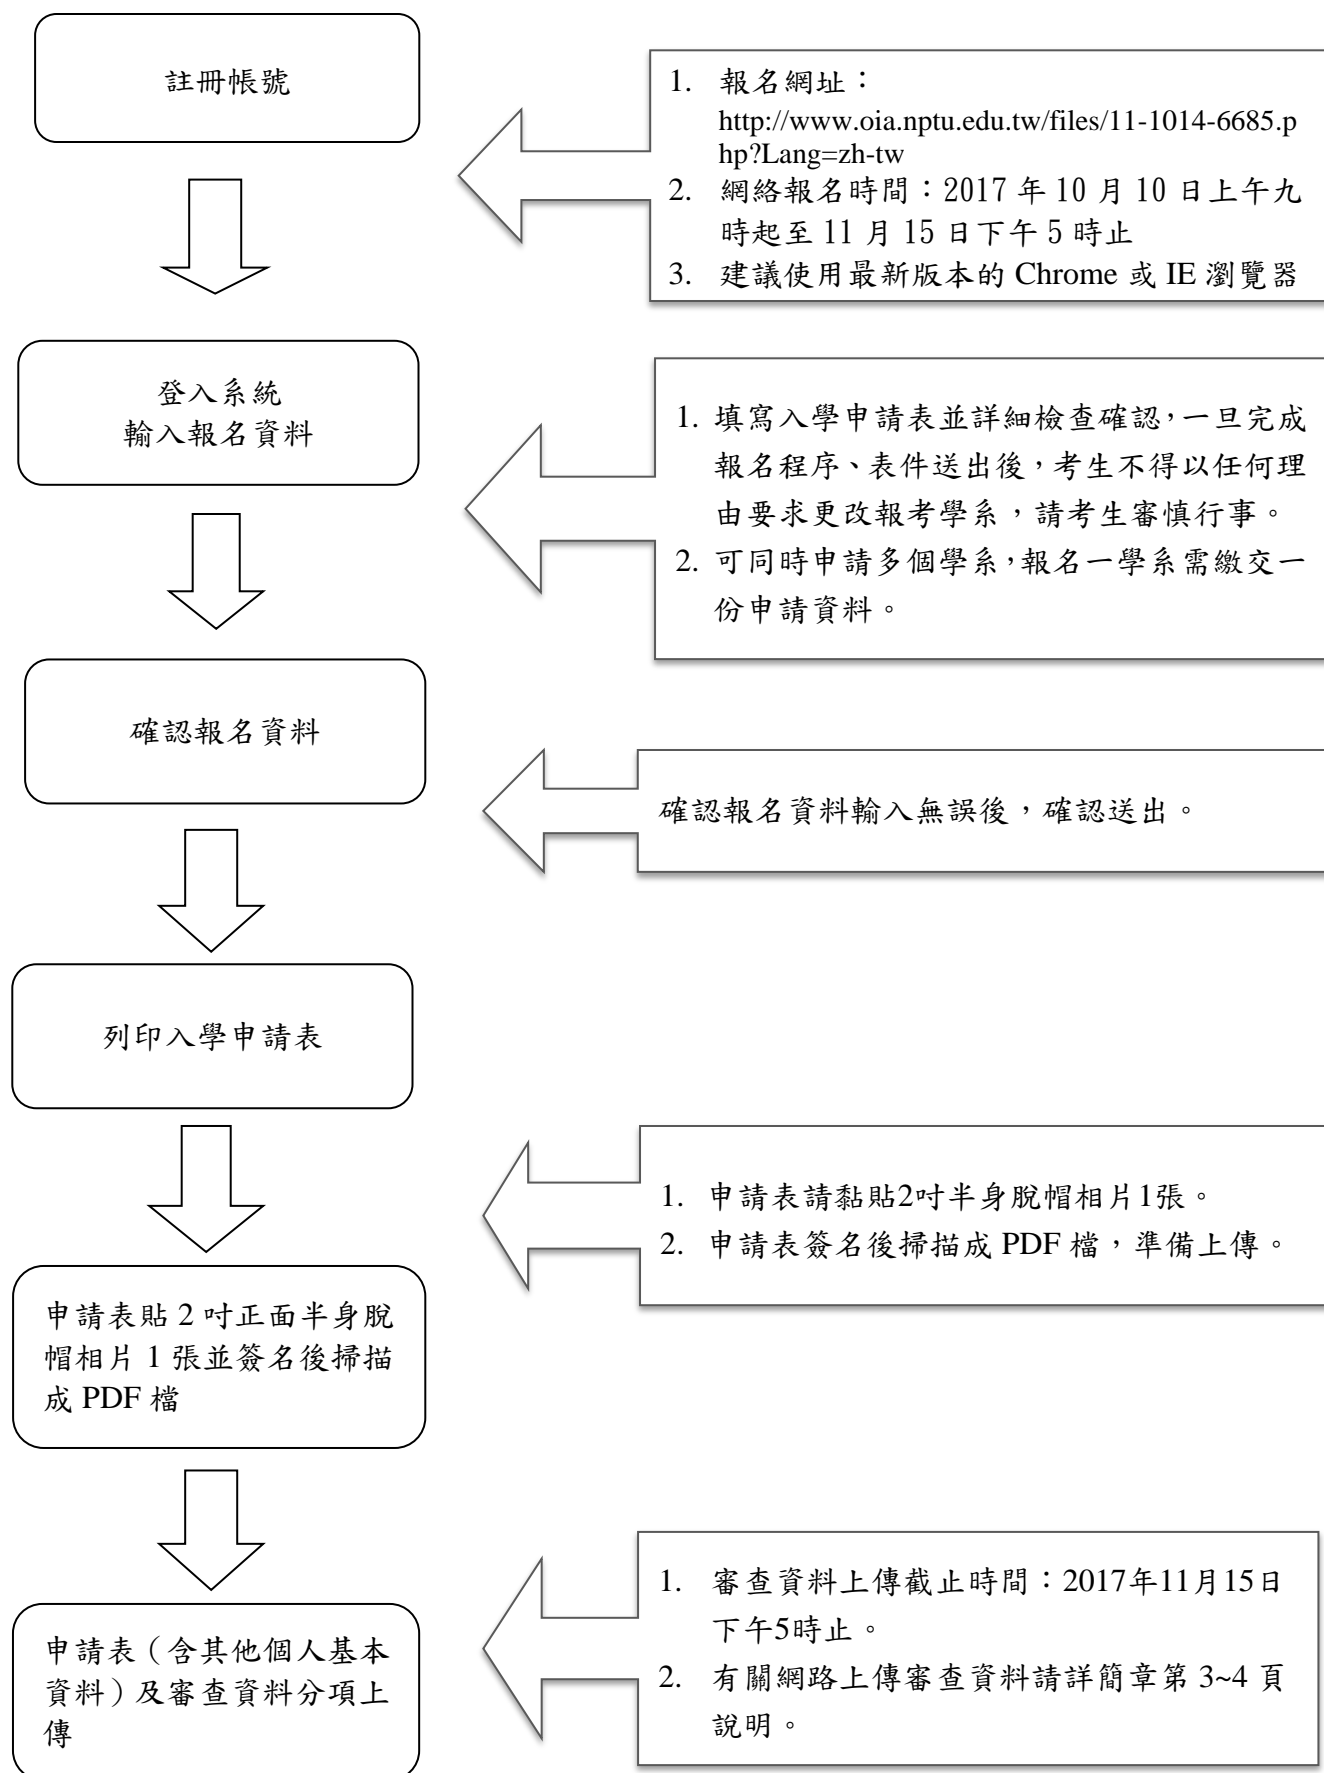 註冊帳號
1. 報名網址：
http://www.oia.nptu.edu.tw/files/11-1014-6685.p
hp?Lang=zh-tw
2. 網絡報名時間：2017 年 10 月 10 日上午九
時起至 11 月 15 日下午 5 時止
3. 建議使用最新版本的 Chrome 或 IE 瀏覽器
登入系統
輸入報名資料
1. 填寫入學申請表並詳細檢查確認，一旦完成
報名程序、表件送出後，考生不得以任何理
由要求更改報考學系，請考生審慎行事。
2. 可同時申請多個學系，報名一學系需繳交一
份申請資料。
確認報名資料
確認報名資料輸入無誤後，確認送出。
列印入學申請表
1. 申請表請黏貼2吋半身脫帽相片1張。
2. 申請表簽名後掃描成 PDF 檔，準備上傳。
申請表貼 2 吋正面半身脫
帽相片 1 張並簽名後掃描
成 PDF 檔
1. 審查資料上傳截止時間：2017年11月15日
下午5時止。
2. 有關網路上傳審查資料請詳簡章第 3~4 頁
說明。
申請表（含其他個人基本
資料）及審查資料分項上
傳